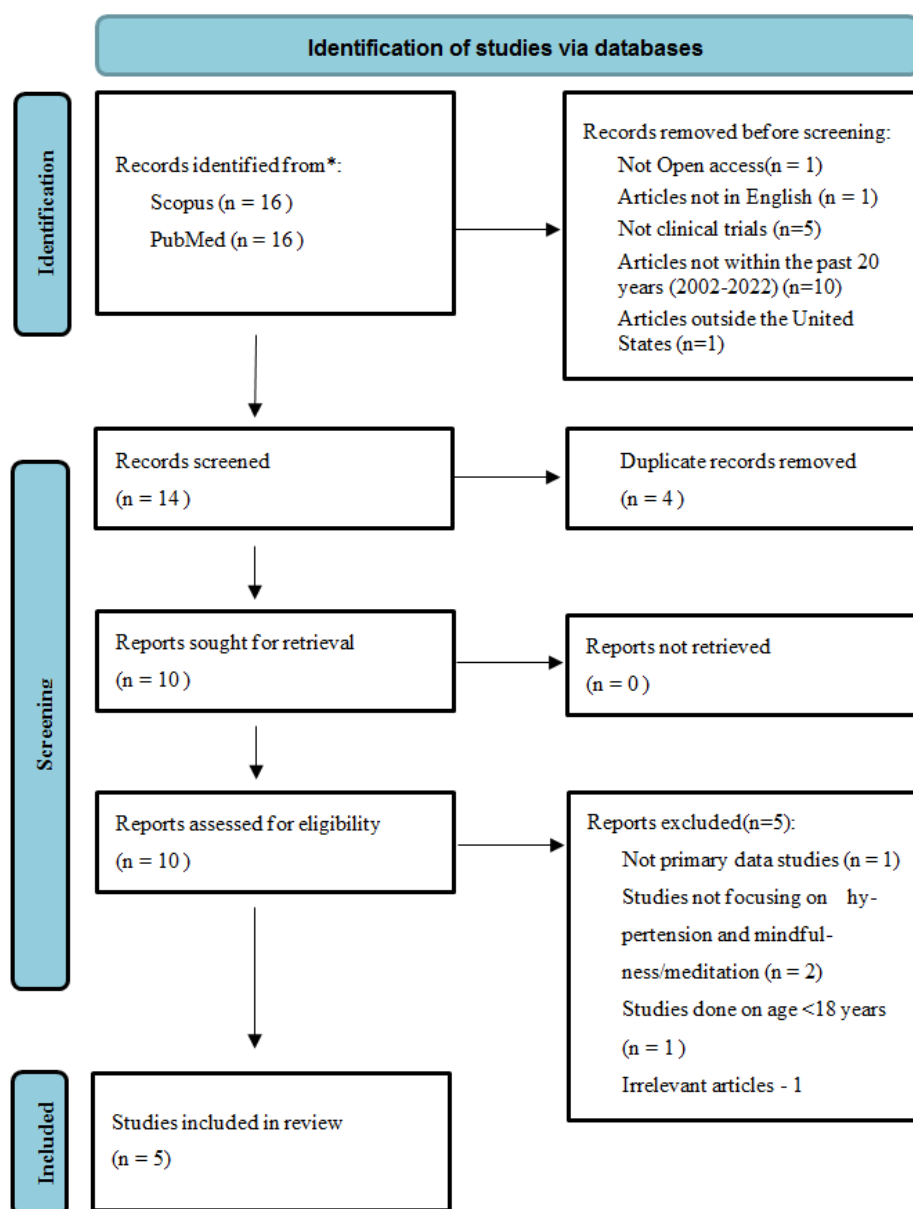 Identification of studies via databases
Identification
Records identified from*:
Scopus (n = 16 )
PubMed (n = 16 )
Records removed before screening:
Not Open access(n = 1)
Articles not in English (n = 1)
Not clinical trials (n=5)
Articles not within the past 20
years (2002-2022) (n=10)
Articles outside the United
States (n=1)
Screening
Records screened
(n = 14 )
Duplicate records removed
(n = 4 )
Reports sought for retrieval
(n = 10 )
Reports not retrieved
(n = 0 )
Reports assessed for eligibility
(n = 10 )
Reports excluded(n=5):
Not primary data studies (n = 1)
Studies not focusing on hy-
pertension and mindful-
ness/meditation (n = 2)
Studies done on age <18 years
(n = 1 )
Irrelevant articles - 1
Included
Studies included in review
(n = 5)